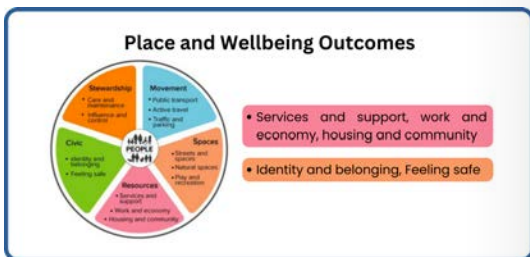 Place and Wellbeing Outcomes
Stewardship
• Care and
maintenance
• Influence and
control
Movement
• Public transport
• Active travel
• Traffic and
parking
Civic
• Identity and
belonging
• Feeling safe
PEOPLE
Spaces
• Streets and
spaces
• Natural spaces
• Play and
recreation
Resources
• Services and
support
• Work and economy
• Housing and community
• Services and support, work and
economy, housing and community
• Identity and belonging, Feeling safe